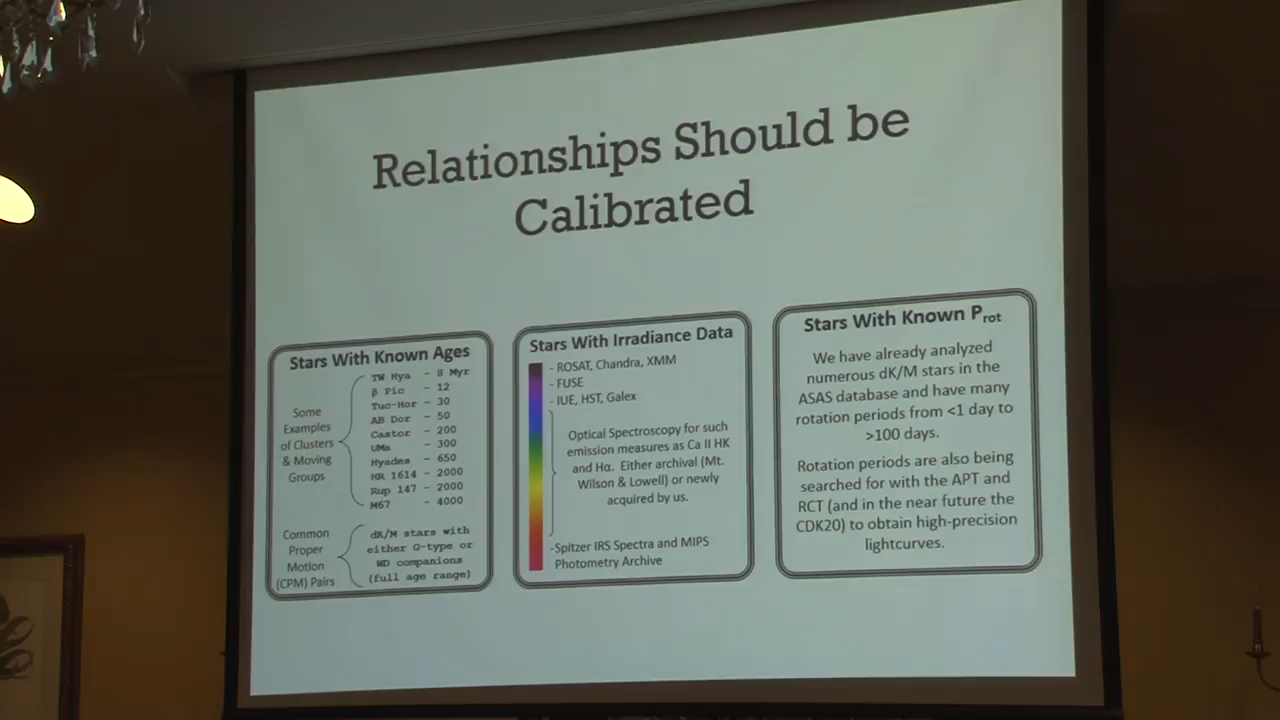 Relationships Should be
Calibrated
Stars With Known Ages
Some
Examples
of Clusters
& Moving
Groups
TW Hya - 8 Myr
β Pic - 12
Tuc-Hor - 30
AB Dor - 50
Castor - 200
UMa - 300
Hyades - 650
HR 1614 - 2000
Rup 147 - 2000
M67 - 4000
Common
Proper
Motion
(CPM) Pairs
dK/M stars with
either G-type or
WD companions
(full age range)
Stars With Irradiance Data
- ROSAT, Chandra, XMM
- FUSE
- IUE, HST, Galex
Optical Spectroscopy for such
emission measures as Ca II HK
and Hα. Either archival (Mt.
Wilson & Lowell) or newly
acquired by us.
-Spitzer IRS Spectra and MIPS
Photometry Archive
Stars With Known Prot
We have already analyzed
numerous dK/M stars in the
ASAS database and have many
rotation periods from <1 day to
>100 days.
Rotation periods are also being
searched for with the APT and
RCT (and in the near future the
CDK20) to obtain high-precision
lightcurves.